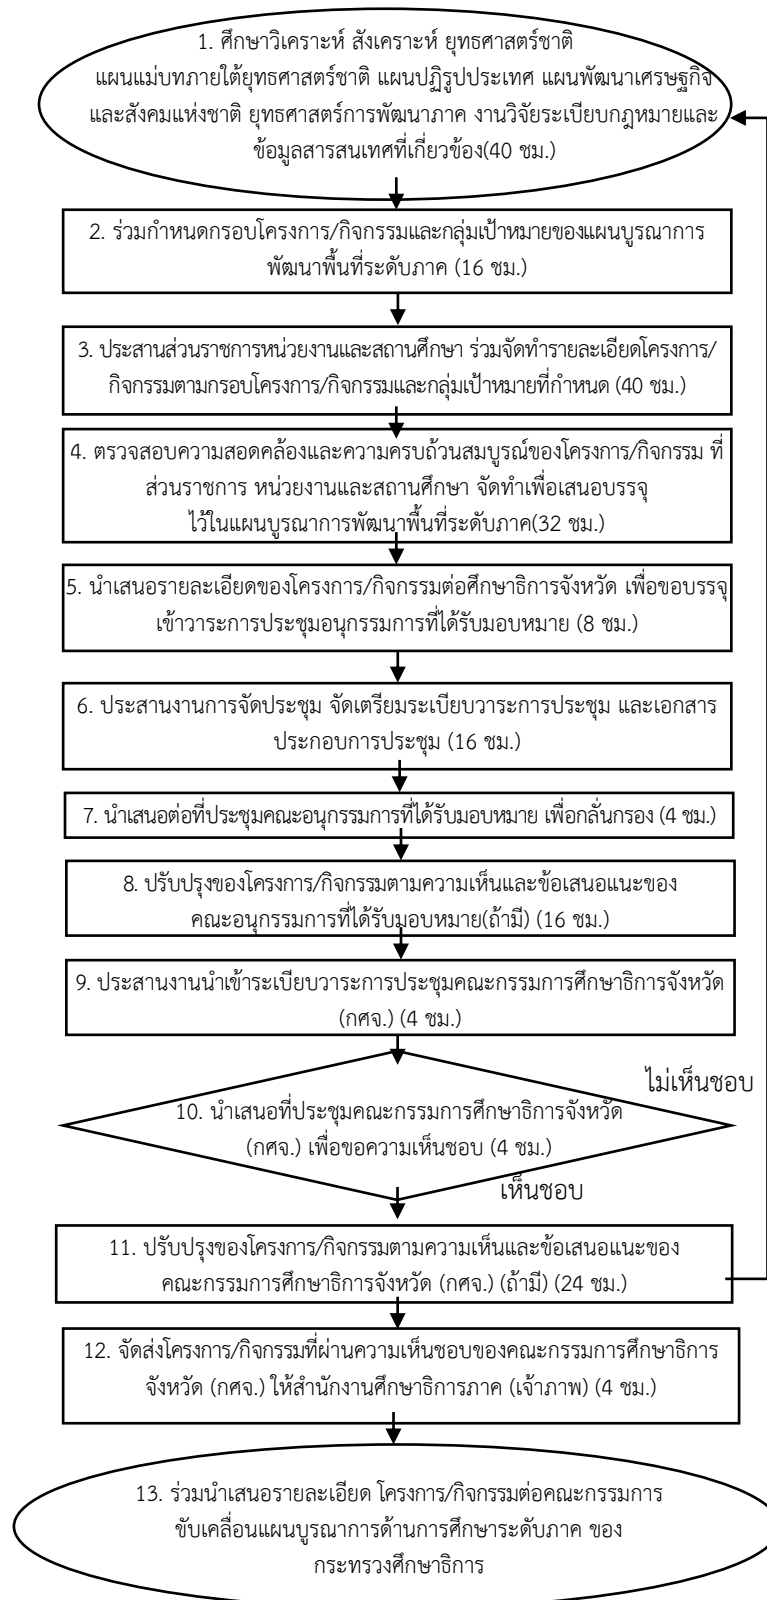 1. ศึกษาวิเคราะห์ สังเคราะห์ ยุทธศาสตร์ชาติ
แผนแม่บทภายใต้ยุทธศาสตร์ชาติ แผนปฏิรูปประเทศ แผนพัฒนาเศรษฐกิจ
และสังคมแห่งชาติ ยุทธศาสตร์การพัฒนาภาค งานวิจัยระเบียบกฎหมายและ
ข้อมูลสารสนเทศที่เกี่ยวข้อง(40 ชม.)
2. ร่วมกำหนดกรอบโครงการ/กิจกรรมและกลุ่มเป้าหมายของแผนบูรณาการ
พัฒนาพื้นที่ระดับภาค (16 ชม.)
3. ประสานส่วนราชการหน่วยงานและสถานศึกษา ร่วมจัดทำรายละเอียดโครงการ/
กิจกรรมตามกรอบโครงการ/กิจกรรมและกลุ่มเป้าหมายที่กำหนด (40 ชม.)
4. ตรวจสอบความสอดคล้องและความครบถ้วนสมบูรณ์ของโครงการ/กิจกรรม ที่
ส่วนราชการ หน่วยงานและสถานศึกษา จัดทำเพื่อเสนอบรรจุ
ไว้ในแผนบูรณาการพัฒนาพื้นที่ระดับภาค(32 ชม.)
5. นำเสนอรายละเอียดของโครงการ/กิจกรรมต่อศึกษาธิการจังหวัด เพื่อขอบรรจุ
เข้าวาระการประชุมอนุกรรมการที่ได้รับมอบหมาย (8 ชม.)
6. ประสานงานการจัดประชุม จัดเตรียมระเบียบวาระการประชุม และเอกสาร
ประกอบการประชุม (16 ชม.)
7. นำเสนอต่อที่ประชุมคณะอนุกรรมการที่ได้รับมอบหมาย เพื่อกลั่นกรอง (4 ชม.)
8. ปรับปรุงของโครงการ/กิจกรรมตามความเห็นและข้อเสนอแนะของ
คณะอนุกรรมการที่ได้รับมอบหมาย(ถ้ามี) (16 ชม.)
9. ประสานงานนำเข้าระเบียบวาระการประชุมคณะกรรมการศึกษาธิการจังหวัด
(กศจ.) (4 ชม.)
ไม่เห็นชอบ
10. นำเสนอที่ประชุมคณะกรรมการศึกษาธิการจังหวัด
(กศจ.) เพื่อขอความเห็นชอบ (4 ชม.)
เห็นชอบ
11. ปรับปรุงของโครงการ/กิจกรรมตามความเห็นและข้อเสนอแนะของ
คณะกรรมการศึกษาธิการจังหวัด (กศจ.) (ถ้ามี) (24 ชม.)
12. จัดส่งโครงการ/กิจกรรมที่ผ่านความเห็นชอบของคณะกรรมการศึกษาธิการ
จังหวัด (กศจ.) ให้สำนักงานศึกษาธิการภาค (เจ้าภาพ) (4 ชม.)
13. ร่วมนำเสนอรายละเอียด โครงการ/กิจกรรมต่อคณะกรรมการ
ขับเคลื่อนแผนบูรณาการด้านการศึกษาระดับภาค ของ
กระทรวงศึกษาธิการ